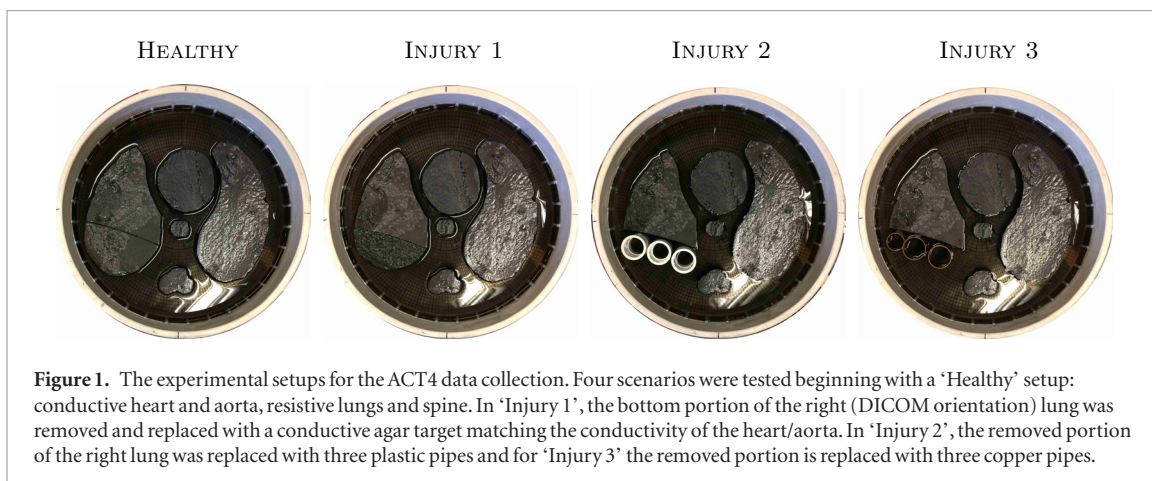 HEALTHY INJURY 1 INJURY 2 INJURY 3
Figure 1. The experimental setups for the ACT4 data collection. Four scenarios were tested beginning with a ‘Healthy’ setup:
conductive heart and aorta, resistive lungs and spine. In ‘Injury 1’, the bottom portion of the right (DICOM orientation) lung was
removed and replaced with a conductive agar target matching the conductivity of the heart/aorta. In ‘Injury 2’, the removed portion
of the right lung was replaced with three plastic pipes and for ‘Injury 3’ the removed portion is replaced with three copper pipes.